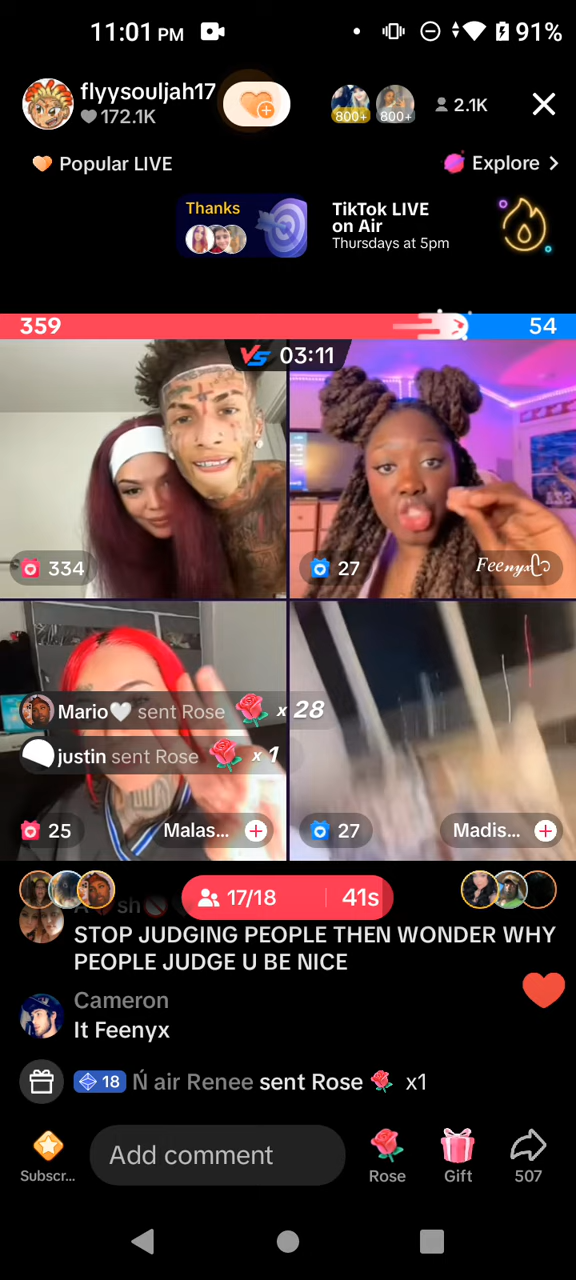 11:01 PM
91%
flyysouljah17
172.1K
800+
800+
2.1K
Popular LIVE
Explore
Thanks
TikTok LIVE
on Air
Thursdays at 5pm
359
54
VS 03:11
334
27
Feenyx
SZA
Mario🤍 sent Rose x 28
justin sent Rose x 1
25
Malas...
27
Madis...
17/18
41s
STOP JUDGING PEOPLE THEN WONDER WHY
PEOPLE JUDGE U BE NICE
Cameron
It Feenyx
18 Ń air Renee sent Rose x1
Subscr...
Add comment
Rose
Gift
507